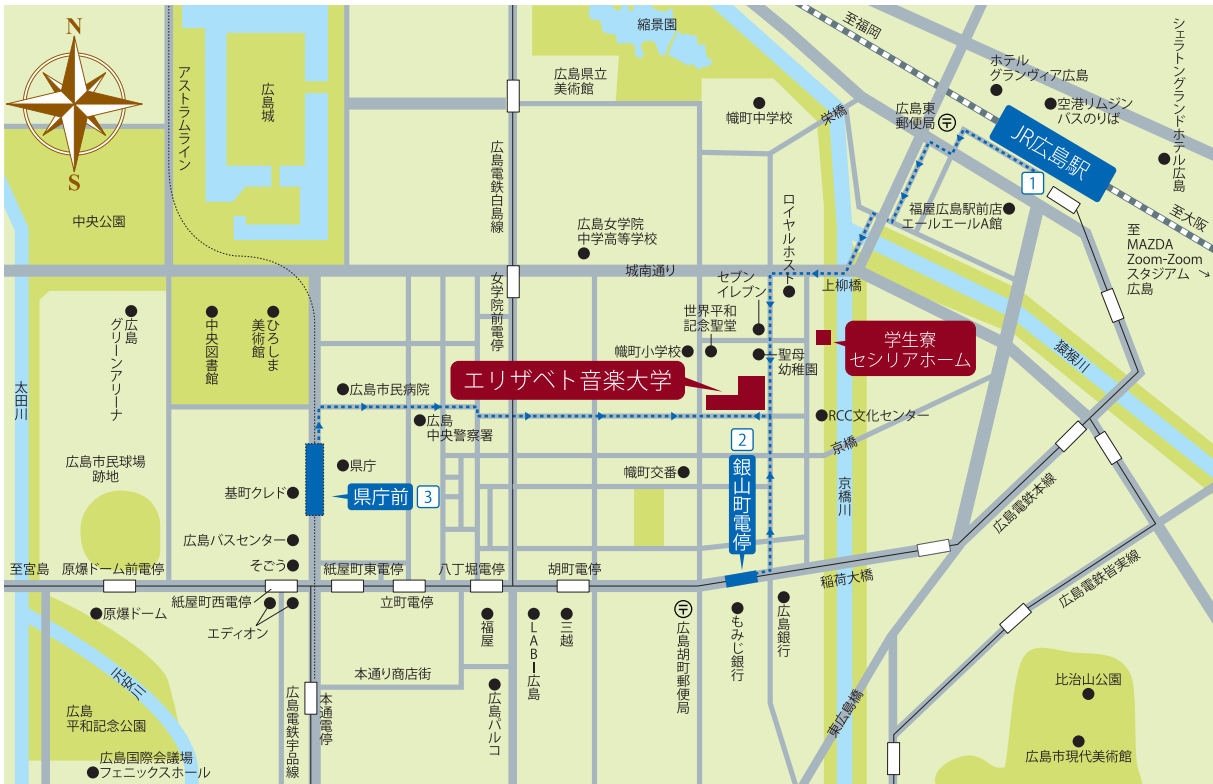 N
S
アストラムライン
広島城
中央公園
縮景園
広島県立
美術館
至福岡
シェラトングランドホテル広島
ホテル
グランヴィア広島
空港リムジン
バスのりば
広島東
郵便局
〒
幟町中学校
栄橋
JR広島駅
1
至大阪
福屋広島駅前店
エールエールA館
至
MAZDA
Zoom-Zoom
スタジアム→
広島
広島電鉄白島線
広島女学院
中学高等学校
ロイヤルホスト
城南通り
上柳橋
女学院前電停
セブン
イレブン
世界平和
記念聖堂
幟町小学校
聖母
幼稚園
学生寮
セシリアホーム
猿猴川
エリザベト音楽大学
広島
グリーンアリーナ
中央図書館
ひろしま
美術館
太田川
広島市民病院
広島
中央警察署
RCC文化センター
京橋
2
銀山町電停
幟町交番
京橋川
県庁
県庁前
3
基町クレド
広島市民球場
跡地
広島バスセンター
そごう
広島電鉄本線
広島電鉄皆実線
至宮島
原爆ドーム前電停
紙屋町東電停
八丁堀電停
胡町電停
稲荷大橋
紙屋町西電停
立町電停
原爆ドーム
エディオン
福屋
LABI広島
三越
〒
広島胡町郵便局
もみじ銀行
広島銀行
元安川
本通り商店街
広島パルコ
広島電鉄宇品線
本通電停
広島
平和記念公園
広島国際会議場
フェニックスホール
東広島橋
比治山公園
広島市現代美術館